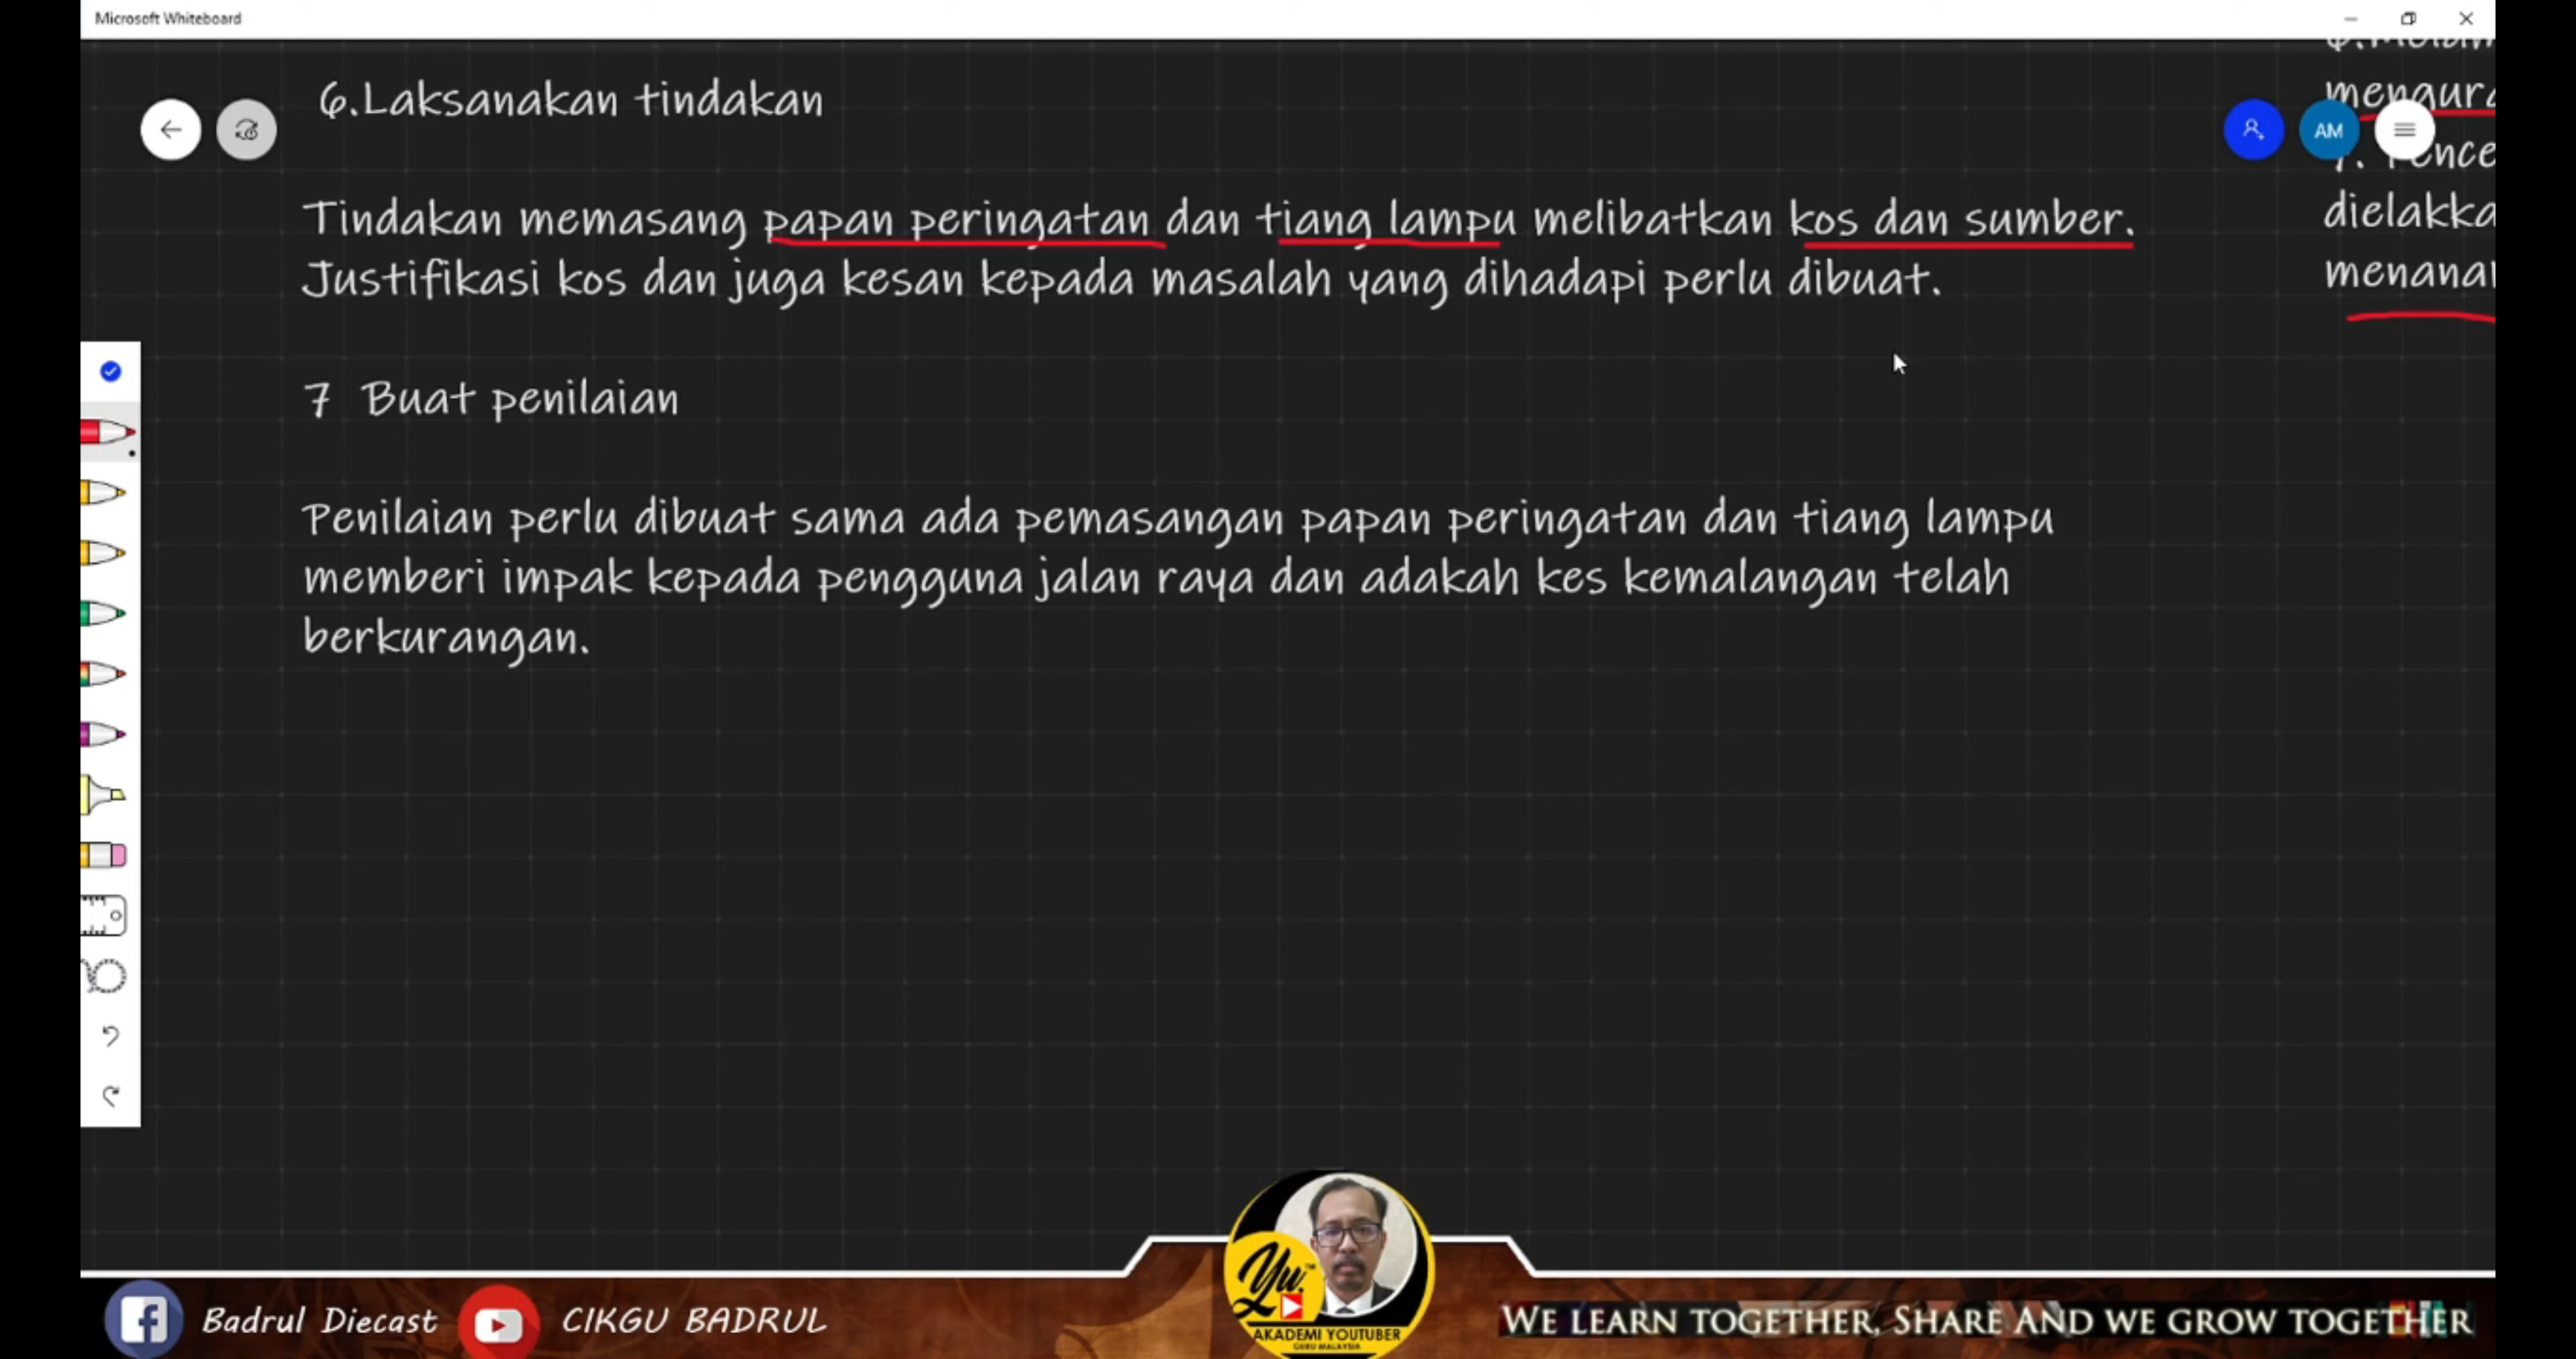 Microsoft Whiteboard
6.Laksanakan tindakan
AM
Tindakan memasang papan peringatan dan tiang lampu melibatkan kos dan sumber.
Justifikasi kos dan juga kesan kepada masalah yang dihadapi perlu dibuat.
dielakka
7 Buat penilaian
Penilaian perlu dibuat sama ada pemasangan papan peringatan dan tiang lampu
memberi impak kepada pengguna jalan raya dan adakah kes kemalangan telah
berkurangan.
Badrul Diecast
CIKGU BADRUL
Yu
AKADEMI YOUTUBER
GURU MALAYSIA
WE LEARN TOGETHER, SHARE AND WE GROW TOGETHER